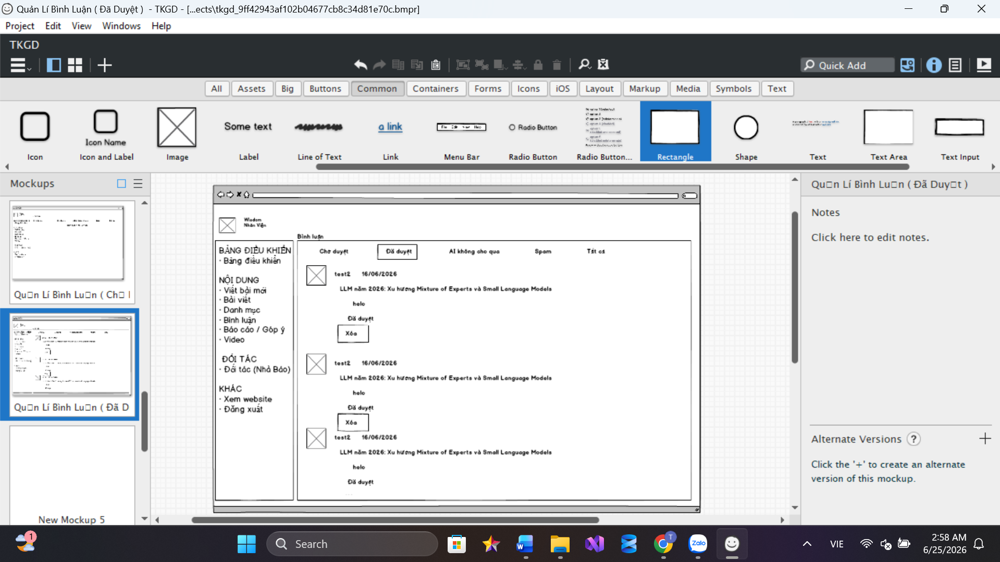 Quản Lí Bình Luận ( Đã Duyệt ) - TKGD - [...ects\tkgd_9ff42943af102b04677cb8c34d81e70c.bmpr]
Project Edit View Windows Help
TKGD
Quick Add
All Assets Big Buttons Common Containers Forms Icons iOS Layout Markup Media Symbols Text
Icon Name
Some text
a link
File Edit View Help
Radio Button
Icon
Icon and Label
Image
Label
Line of Text
Link
Menu Bar
Radio Button
Radio Button...
Rectangle
Shape
Text
Text Area
Text Input
Mockups
Qu□n Lí Bình Lu□n ( Ch□
Qu□n Lí Bình Lu□n ( Đã D
New Mockup 5
Wisdom
Nhân Viện
Bình luận
BẢNG ĐIỀU KHIỂN
· Bảng điều khiển
NỘI DUNG
· Viết bài mới
· Bài viết
· Danh mục
· Bình luận
· Báo cáo / Góp ý
· Video
ĐỐI TÁC
· Đối tác (Nhà Báo)
KHÁC
· Xem website
· Đăng xuất
Chờ duyệt Đã duyệt AI không cho qua Spam Tất cả
test2 16/06/2026
LLM năm 2026: Xu hướng Mixture of Experts và Small Language Models
helo
Đã duyệt
Xóa
test2 16/06/2026
LLM năm 2026: Xu hướng Mixture of Experts và Small Language Models
helo
Đã duyệt
Xóa
test2 16/06/2026
LLM năm 2026: Xu hướng Mixture of Experts và Small Language Models
helo
Đã duyệt
Qu□n Lí Bình Lu□n ( Đã Duy□t )
Notes
Click here to edit notes.
Alternate Versions ?
Click the '+' to create an alternate
version of this mockup.
1
Search
Zalo
T
VIE
2:58 AM
6/25/2026